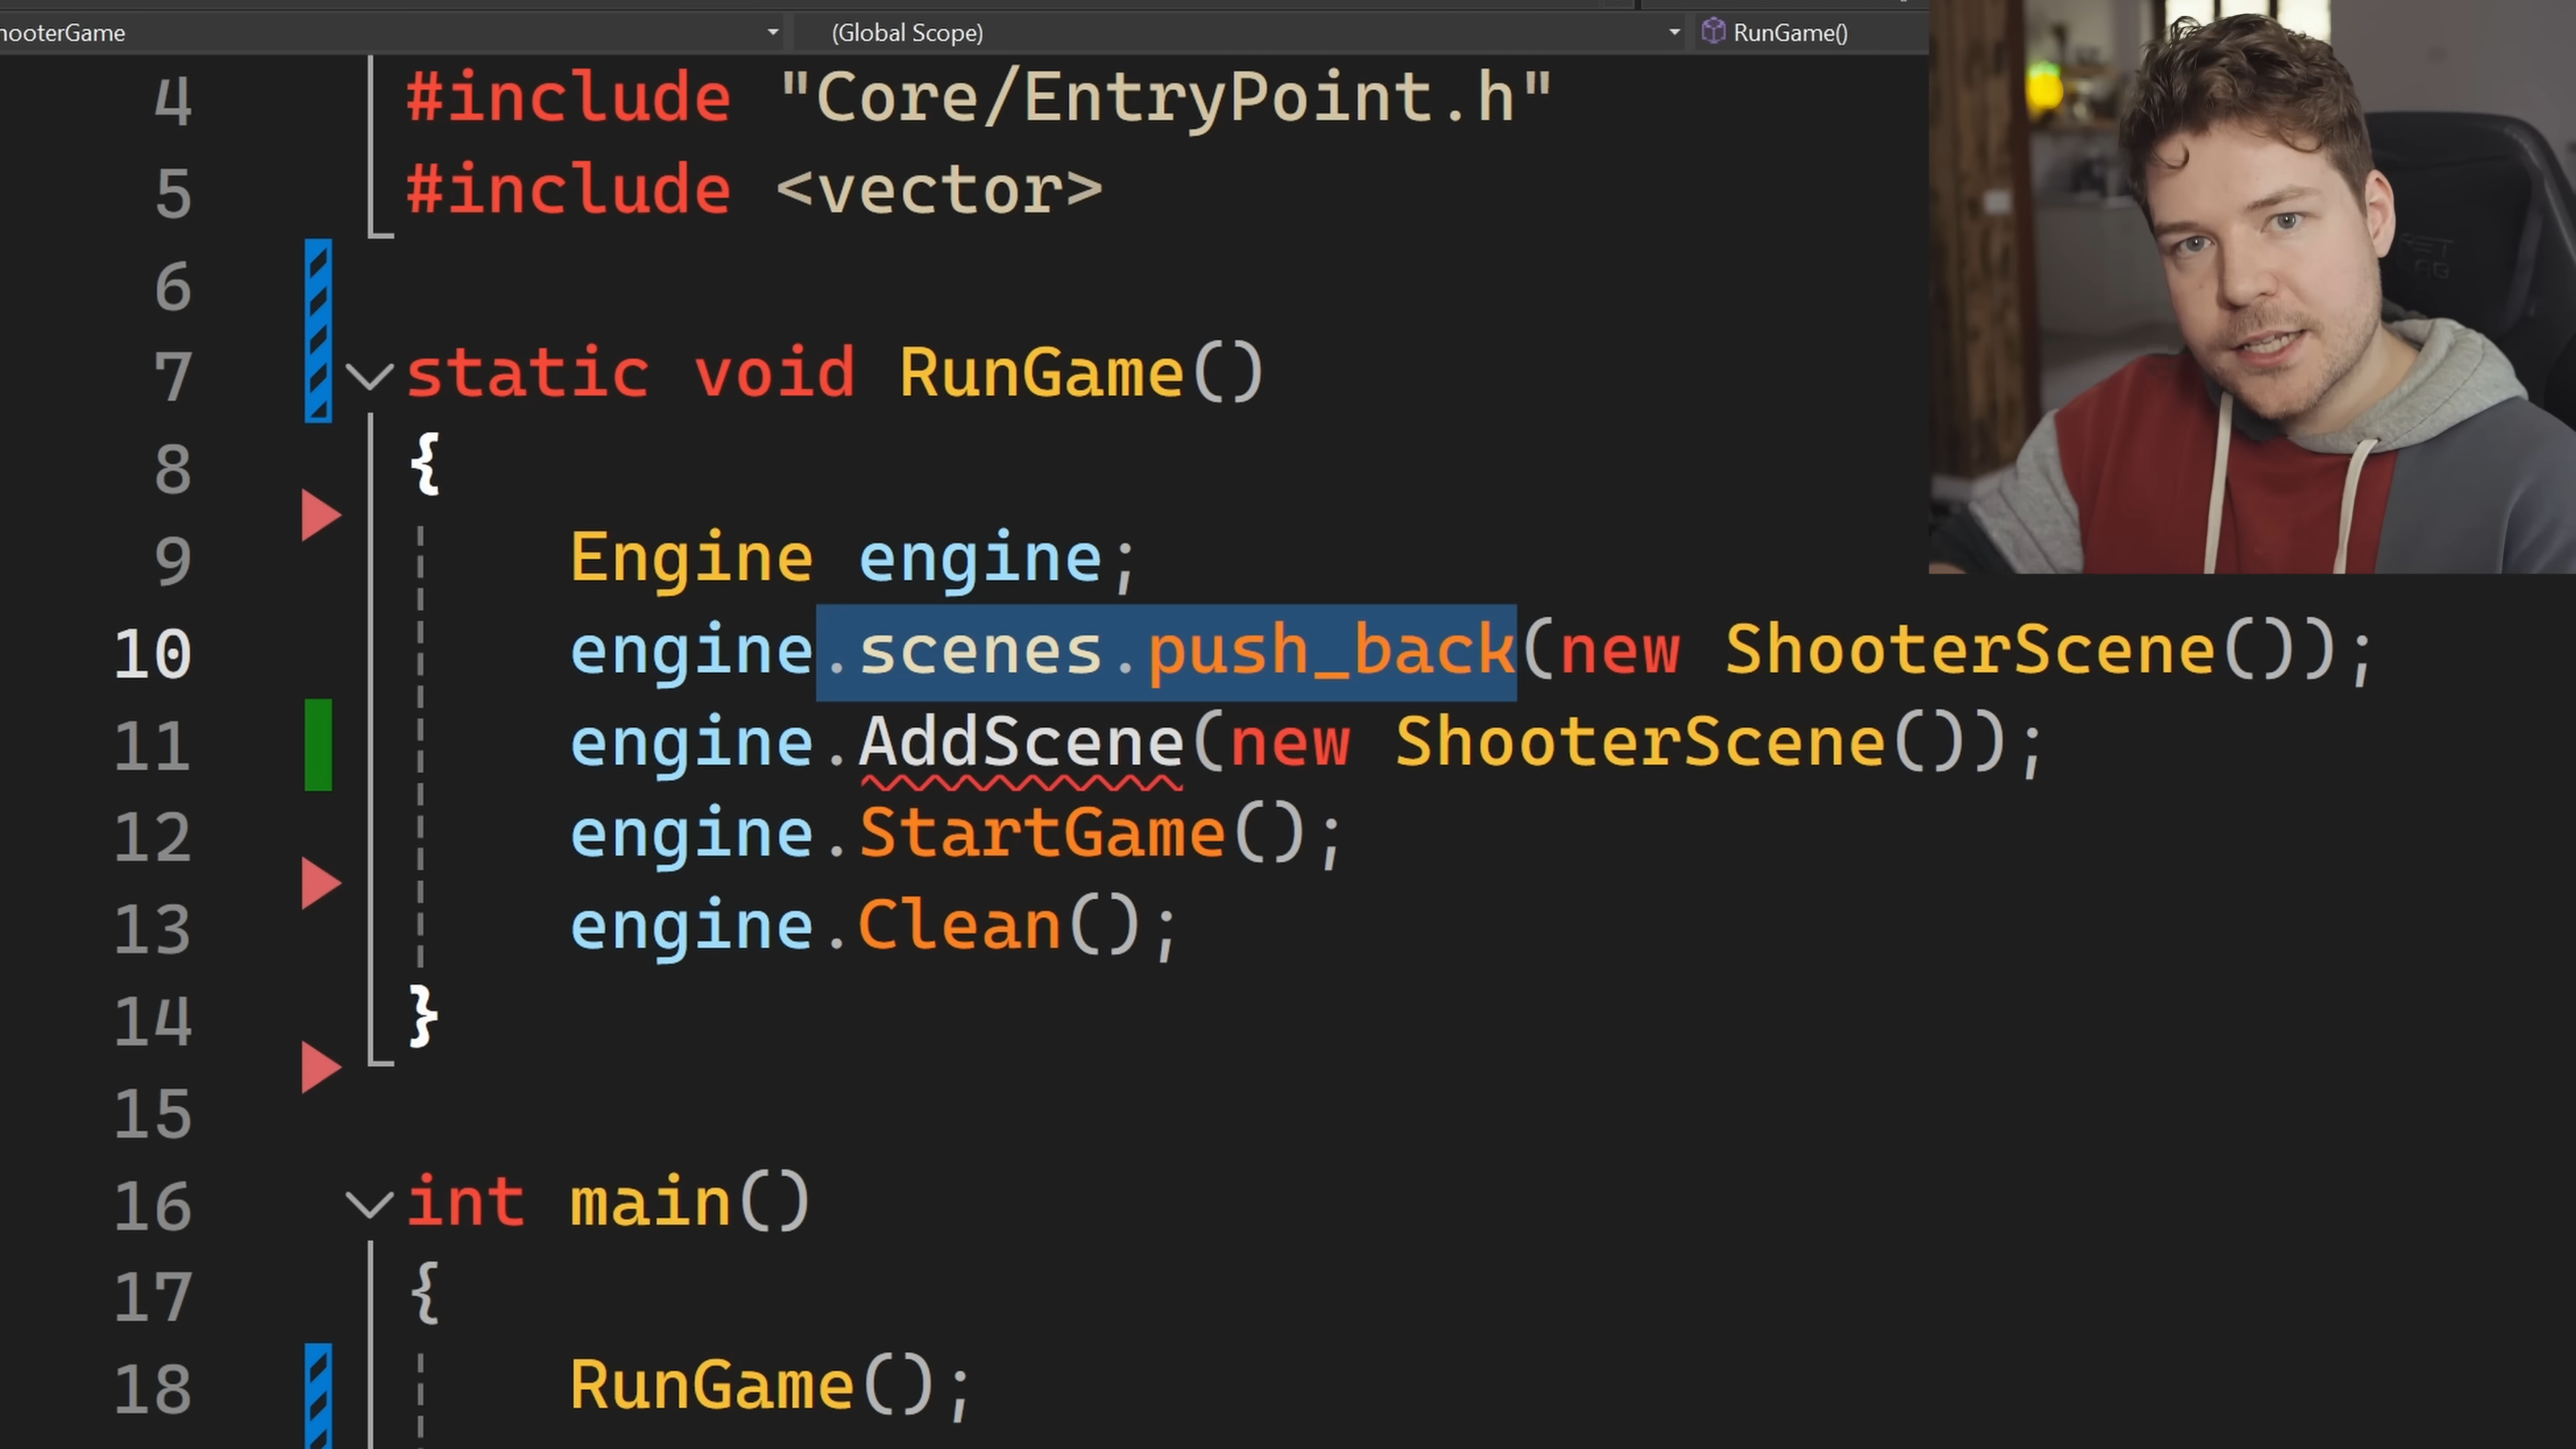 hooterGame
(Global Scope)
RunGame()
4 #include "Core/EntryPoint.h"
5 #include <vector>
6
7 static void RunGame()
8 {
9 Engine engine;
10 engine.scenes.push_back(new ShooterScene());
11 engine.AddScene(new ShooterScene());
12 engine.StartGame();
13 engine.Clean();
14 }
15
16 int main()
17 {
18 RunGame();